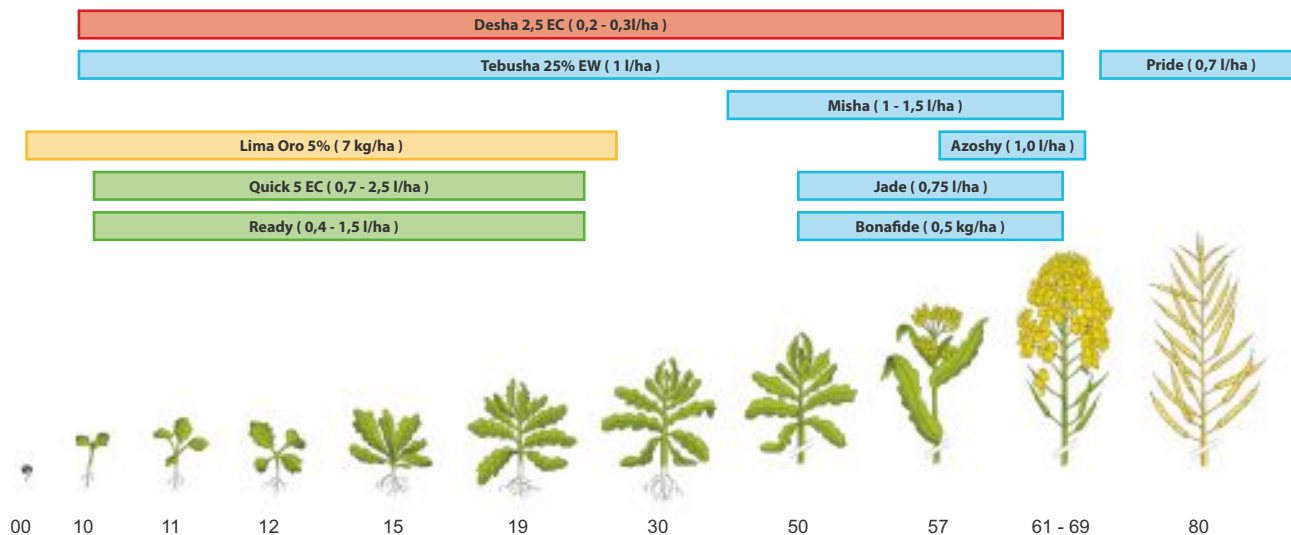 Desha 2,5 EC ( 0,2 - 0,3l/ha)
Tebusha 25% EW ( 1 l/ha )
Pride ( 0,7 l/ha )
Misha ( 1 - 1,5 l/ha )
Lima Oro 5% ( 7 kg/ha )
Azoshy ( 1,0 l/ha )
Quick 5 EC ( 0,7 - 2,5 l/ha )
Jade ( 0,75 l/ha )
Ready ( 0,4 - 1,5 l/ha )
Bonafide ( 0,5 kg/ha )
00 10 11 12 15 19 30 50 57 61 - 69 80